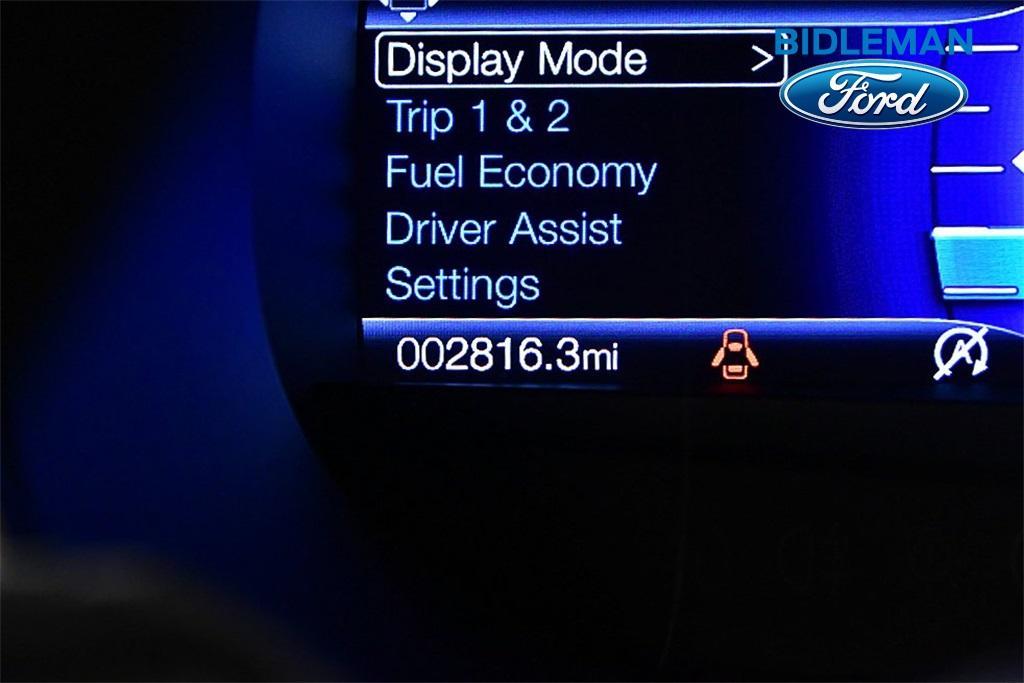 BIDLEMAN
Ford
Display Mode >
Trip 1 & 2
Fuel Economy
Driver Assist
Settings
002816.3mi
A